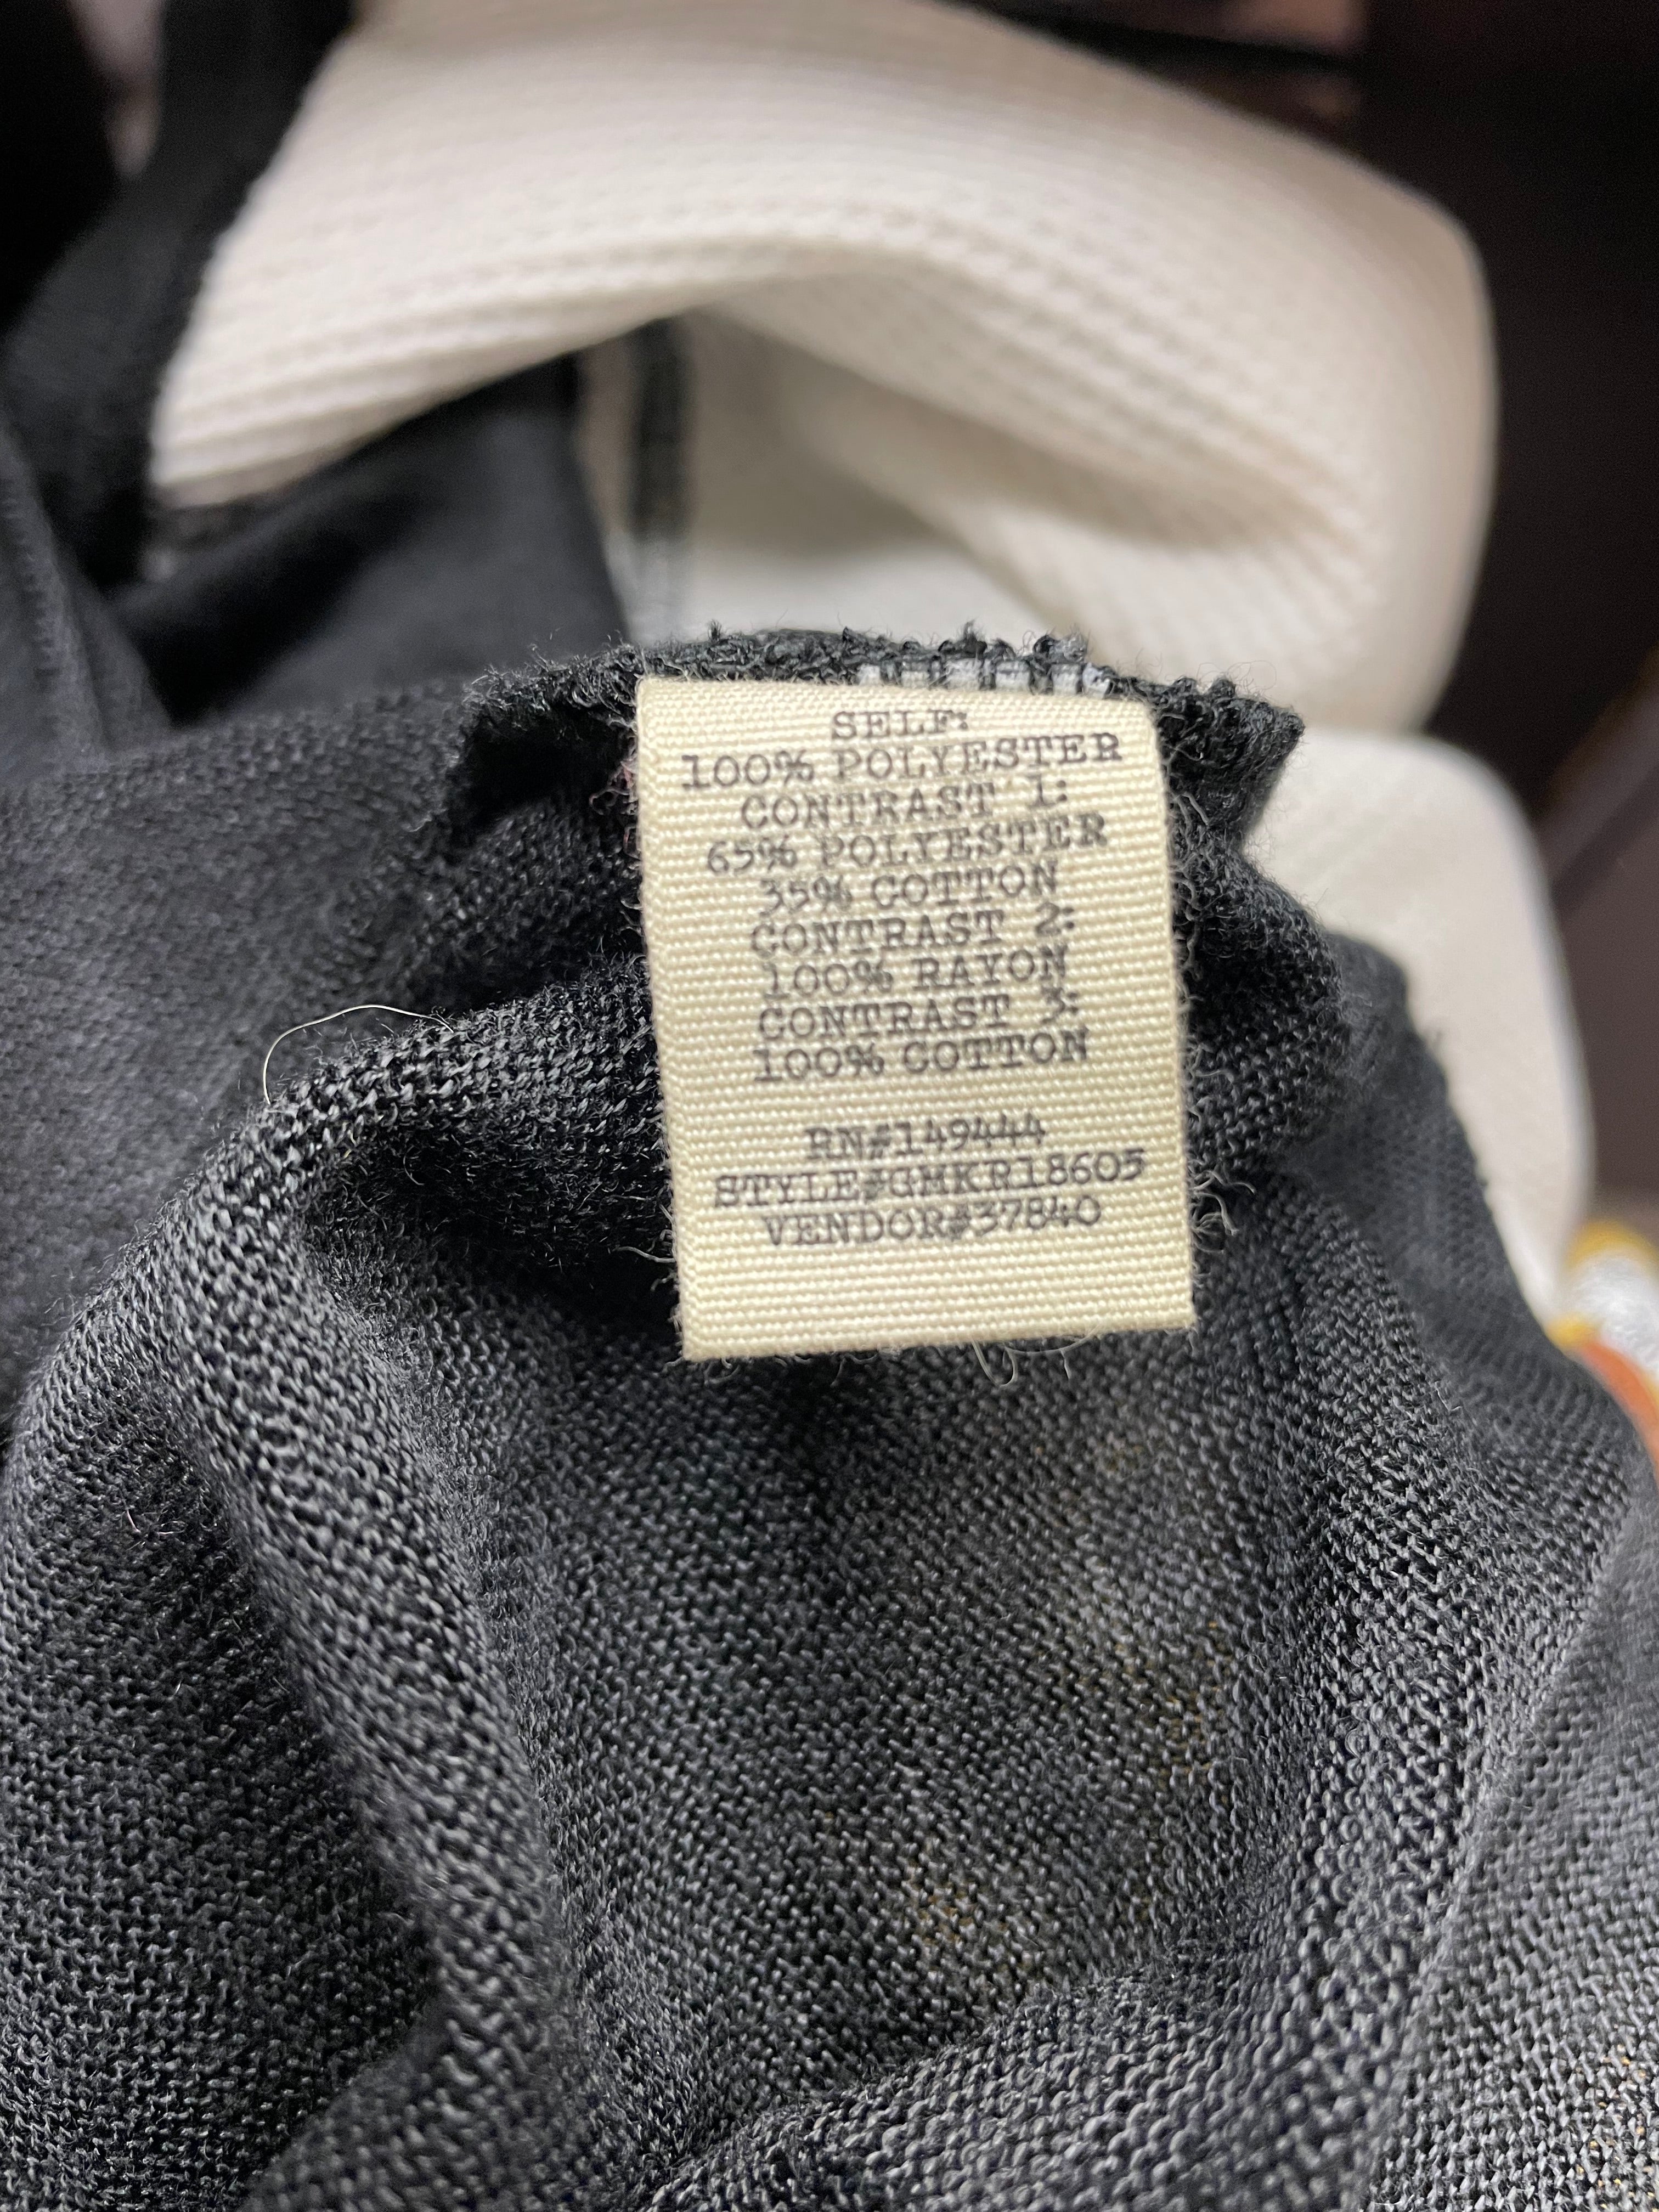 SELF:
100% POLYESTER
CONTRAST 1:
65% POLYESTER
35% COTTON
CONTRAST 2:
100% RAYON
CONTRAST 3:
100% COTTON
RN#149444
STYLE#GMKR18605
VENDOR#37840